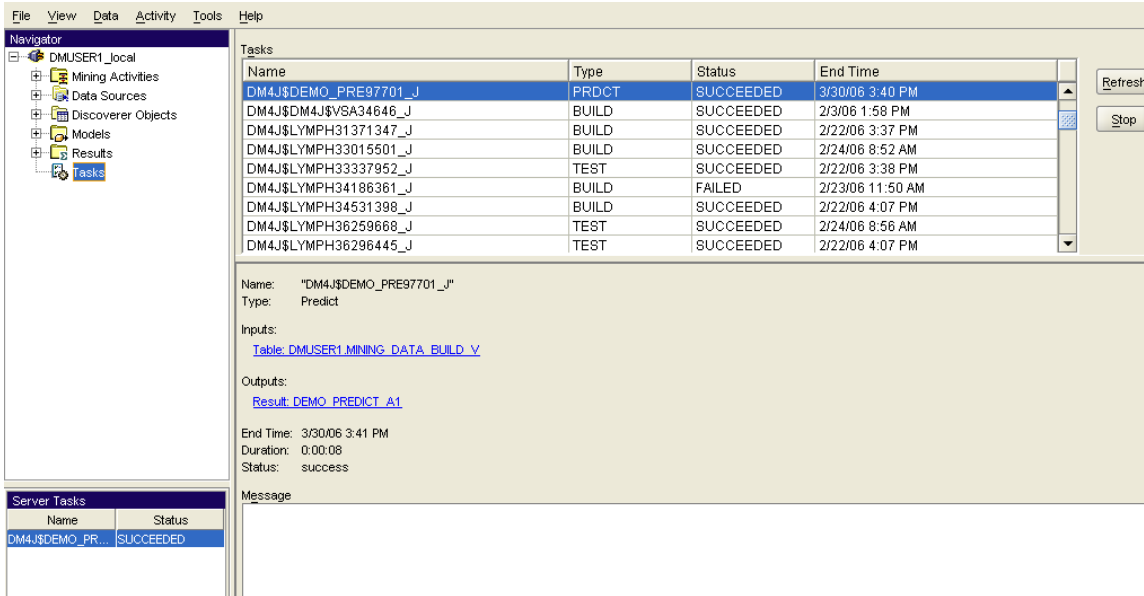 File View Data Activity Tools Help
Navigator
DMUSER1_local
Mining Activities
Data Sources
Discoverer Objects
Models
Results
Tasks
Tasks
Name Type Status End Time
DM4J$DEMO_PRE97701_J PRDCT SUCCEEDED 3/30/06 3:40 PM
DM4J$DM4J$VSA34646_J BUILD SUCCEEDED 2/3/06 1:58 PM
DM4J$LYMPH31371347_J BUILD SUCCEEDED 2/22/06 3:37 PM
DM4J$LYMPH33015501_J BUILD SUCCEEDED 2/24/06 8:52 AM
DM4J$LYMPH33337952_J TEST SUCCEEDED 2/22/06 3:38 PM
DM4J$LYMPH34186361_J BUILD FAILED 2/23/06 11:50 AM
DM4J$LYMPH34531398_J BUILD SUCCEEDED 2/22/06 4:07 PM
DM4J$LYMPH36259668_J TEST SUCCEEDED 2/24/06 8:56 AM
DM4J$LYMPH36296445_J TEST SUCCEEDED 2/22/06 4:07 PM
Refresh
Stop
Name: "DM4J$DEMO_PRE97701_J"
Type: Predict
Inputs:
Table: DMUSER1.MINING_DATA_BUILD_V
Outputs:
Result: DEMO_PREDICT_A1
End Time: 3/30/06 3:41 PM
Duration: 0:00:08
Status: success
Message
Server Tasks
Name Status
DM4J$DEMO_PR... SUCCEEDED